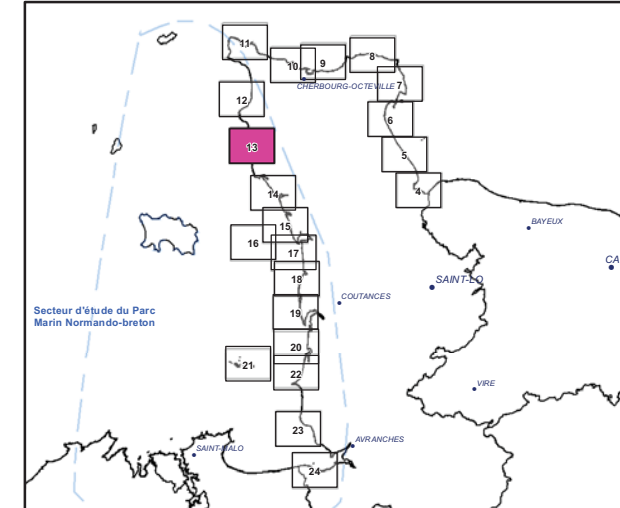 11
10
9
8
CHERBOURG-OCTEVILLE
7
12
6
13
5
14
4
15
BAYEUX
16
17
CA
18
SAINT-LO
COUTANCES
19
Secteur d'étude du Parc
Marin Normando-breton
20
21
22
VIRE
23
AVRANCHES
SAINT-MALO
24